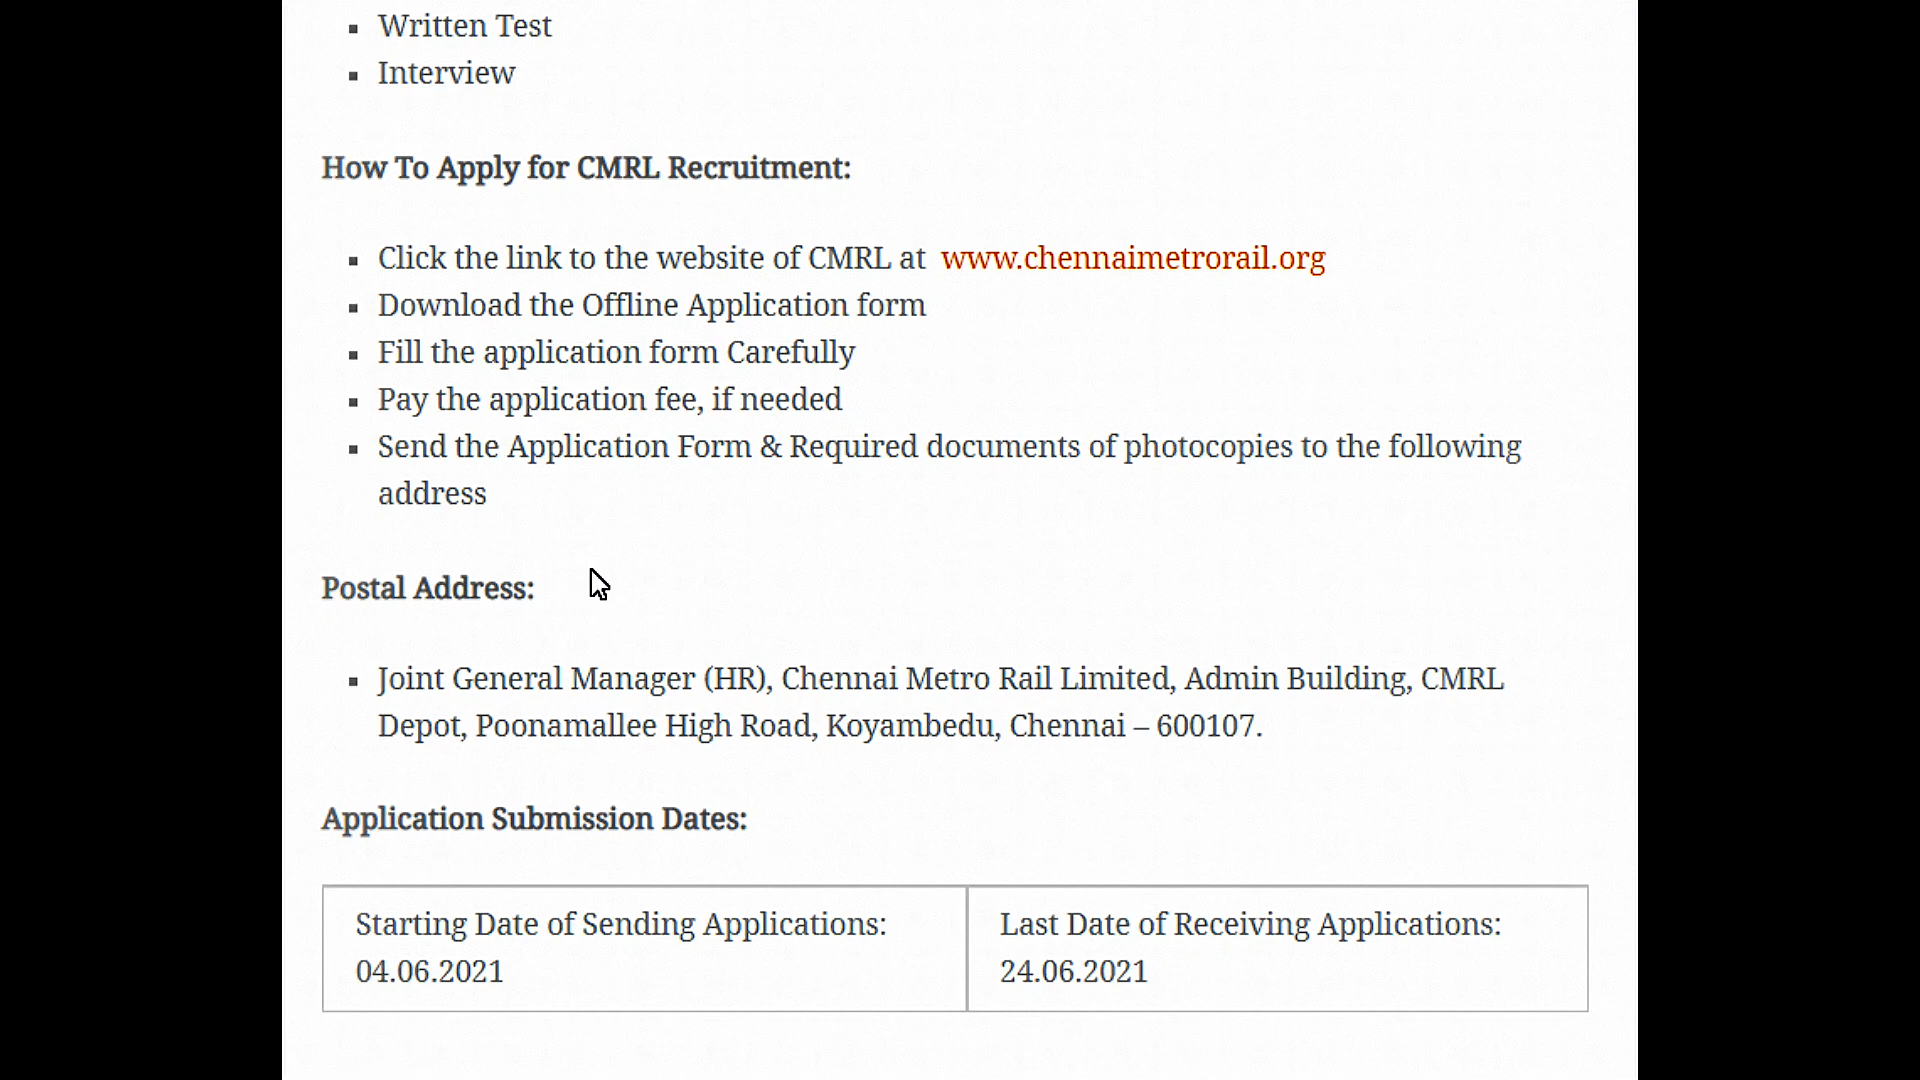 Written Test
Interview
How To Apply for CMRL Recruitment:
Click the link to the website of CMRL at www.chennaimetrorail.org
Download the Offline Application form
Fill the application form Carefully
Pay the application fee, if needed
Send the Application Form & Required documents of photocopies to the following
address
Postal Address:
Joint General Manager (HR), Chennai Metro Rail Limited, Admin Building, CMRL
Depot, Poonamallee High Road, Koyambedu, Chennai – 600107.
Application Submission Dates:
Starting Date of Sending Applications:
04.06.2021
Last Date of Receiving Applications:
24.06.2021